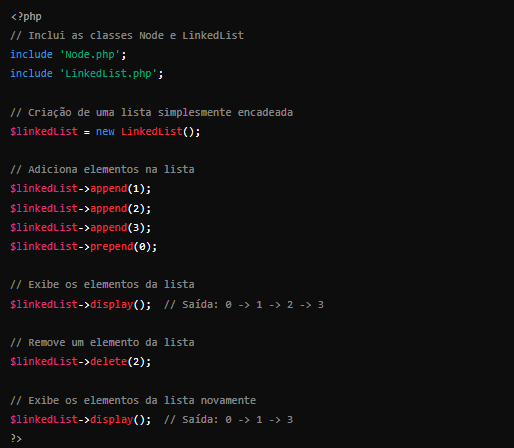 <?php
// Inclui as classes Node e LinkedList
include 'Node.php';
include 'LinkedList.php';

// Criação de uma lista simplesmente encadeada
$linkedList = new LinkedList();

// Adiciona elementos na lista
$linkedList->append(1);
$linkedList->append(2);
$linkedList->append(3);
$linkedList->prepend(0);

// Exibe os elementos da lista
$linkedList->display();  // Saída: 0 -> 1 -> 2 -> 3

// Remove um elemento da lista
$linkedList->delete(2);

// Exibe os elementos da lista novamente
$linkedList->display();  // Saída: 0 -> 1 -> 3
?>